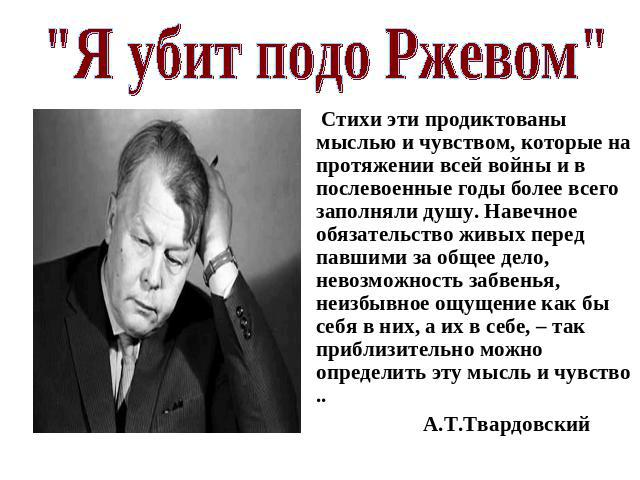 "Я убит подо Ржевом"
Стихи эти продиктованы
мыслью и чувством, которые на
протяжении всей войны и в
послевоенные годы более всего
заполняли душу. Навечное
обязательство живых перед
павшими за общее дело,
невозможность забвенья,
неизбывное ощущение как бы
себя в них, а их в себе, – так
приблизительно можно
определить эту мысль и чувство
..
А.Т.Твардовский